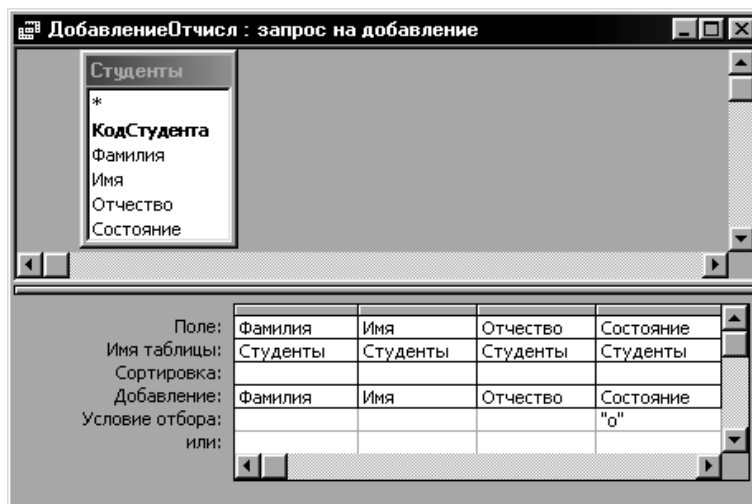 ДобавлениеОтчисл : запрос на добавление
Студенты
*
КодСтудента
Фамилия
Имя
Отчество
Состояние
Поле: Фамилия Имя Отчество Состояние
Имя таблицы: Студенты Студенты Студенты Студенты
Сортировка:
Добавление: Фамилия Имя Отчество Состояние
Условие отбора: "о"
или: